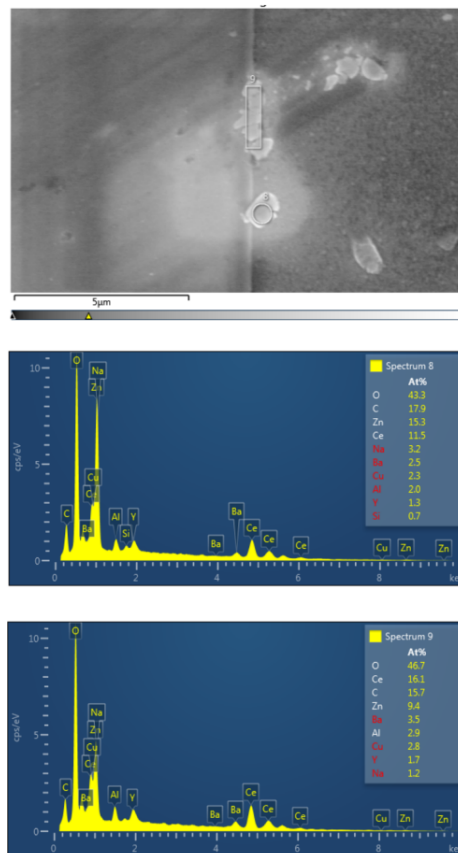 5µm
Spectrum 8
At%
O 43.3
C 17.9
Zn 15.3
Ce 11.5
Na 3.2
Ba 2.5
Cu 2.3
Al 2.0
Y 1.3
Si 0.7
cps/eV
10
5
0
O
Na
Zn
Cu
Ce
C
Ba
Al
Si
Y
Ba
Ba
Ce
Ce
Ce
Cu
Zn
Zn
0 2 4 6 8 ke
Spectrum 9
At%
O 46.7
Ce 16.1
C 15.7
Zn 9.4
Ba 3.5
Al 2.9
Cu 2.8
Y 1.7
Na 1.2
cps/eV
10
5
0
O
Na
Zn
Cu
Ce
C
Ba
Al
Y
Ba
Ba
Ce
Ce
Ce
Cu
Zn
Zn
0 2 4 6 8 ke